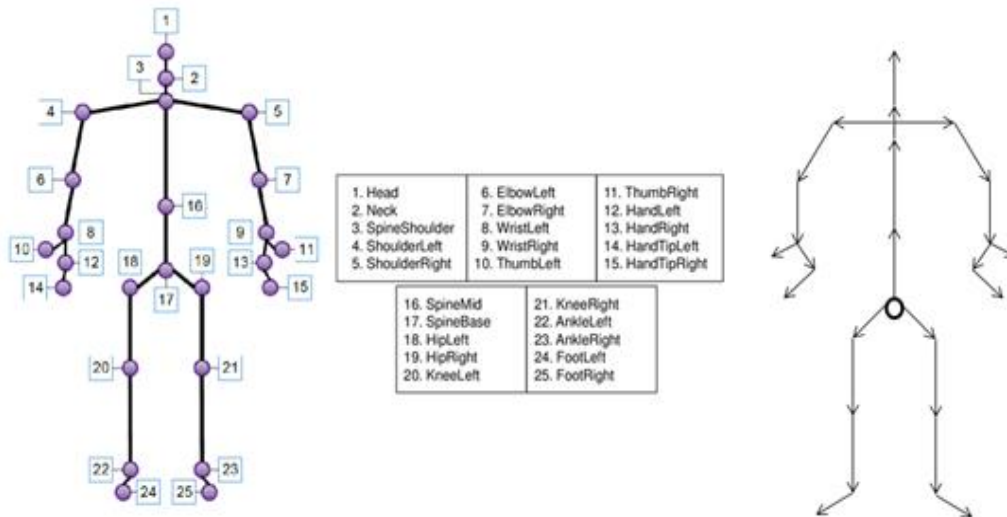 1
3
2
4
5
6
7
16
8
9
10
11
12
13
18
19
14
17
15
20
21
22
23
24
25
1. Head
2. Neck
3. SpineShoulder
4. ShoulderLeft
5. ShoulderRight
6. ElbowLeft
7. ElbowRight
8. WristLeft
9. WristRight
10. ThumbLeft
11. ThumbRight
12. HandLeft
13. HandRight
14. HandTipLeft
15. HandTipRight
16. SpineMid
17. SpineBase
18. HipLeft
19. HipRight
20. KneeLeft
21. KneeRight
22. AnkleLeft
23. AnkleRight
24. FootLeft
25. FootRight